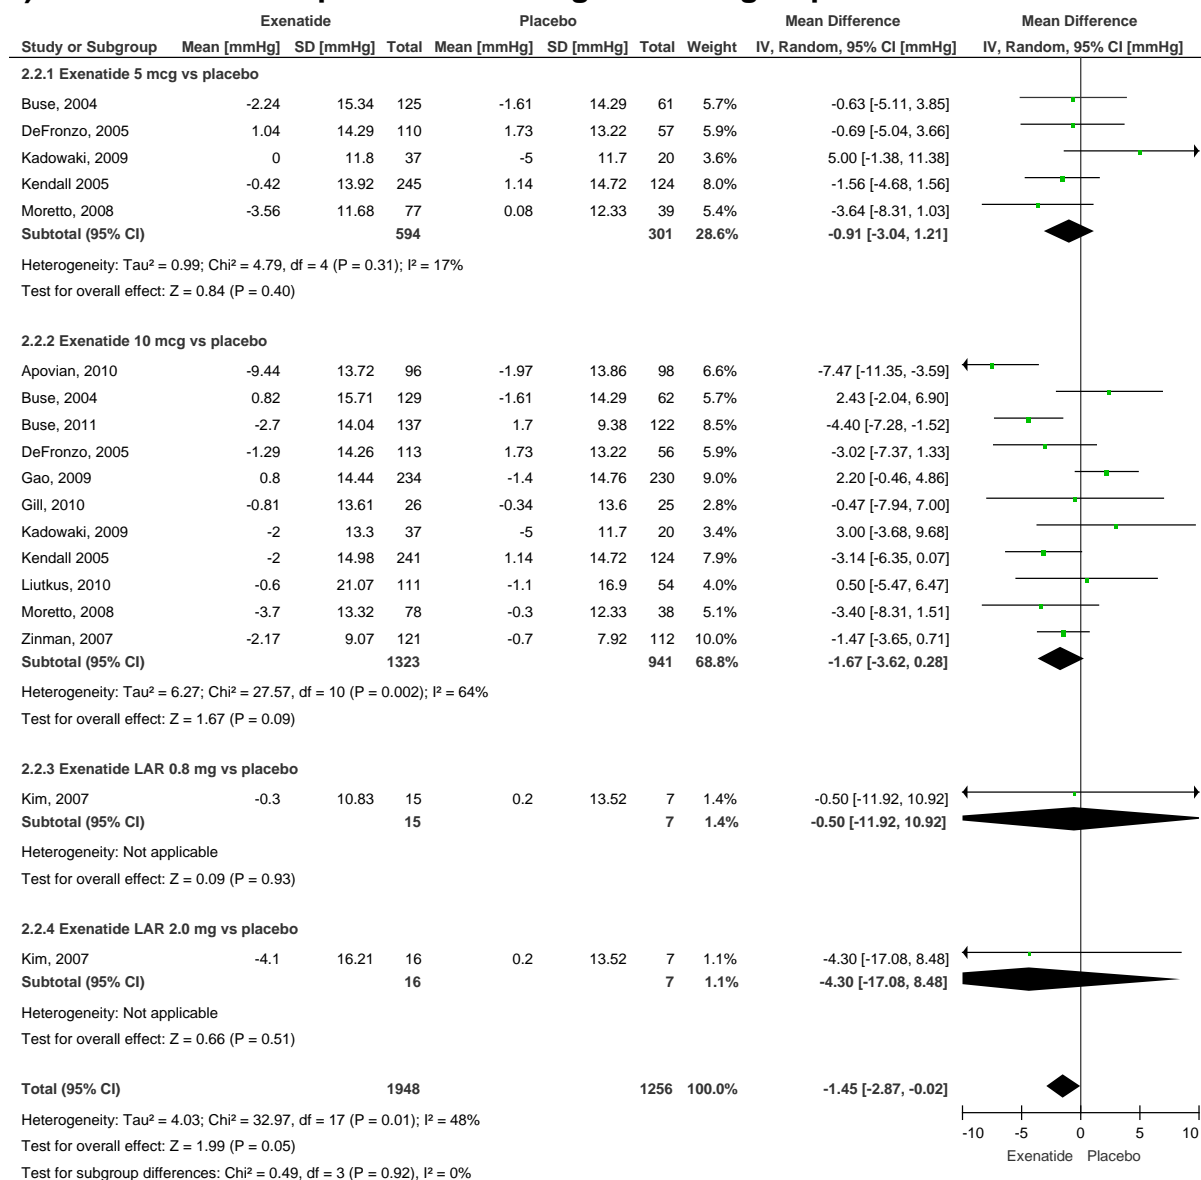 Exenatide Placebo Mean Difference Mean Difference
Study or Subgroup Mean [mmHg] SD [mmHg] Total Mean [mmHg] SD [mmHg] Total Weight IV, Random, 95% CI [mmHg] IV, Random, 95% CI [mmHg]
2.2.1 Exenatide 5 mcg vs placebo
Buse, 2004 -2.24 15.34 125 -1.61 14.29 61 5.7% -0.63 [-5.11, 3.85]
DeFronzo, 2005 1.04 14.29 110 1.73 13.22 57 5.9% -0.69 [-5.04, 3.66]
Kadowaki, 2009 0 11.8 37 -5 11.7 20 3.6% 5.00 [-1.38, 11.38]
Kendall 2005 -0.42 13.92 245 1.14 14.72 124 8.0% -1.56 [-4.68, 1.56]
Moretto, 2008 -3.56 11.68 77 0.08 12.33 39 5.4% -3.64 [-8.31, 1.03]
Subtotal (95% CI) 594 301 28.6% -0.91 [-3.04, 1.21]
Heterogeneity: Tau² = 0.99; Chi² = 4.79, df = 4 (P = 0.31); I² = 17%
Test for overall effect: Z = 0.84 (P = 0.40)
2.2.2 Exenatide 10 mcg vs placebo
Apovian, 2010 -9.44 13.72 96 -1.97 13.86 98 6.6% -7.47 [-11.35, -3.59]
Buse, 2004 0.82 15.71 129 -1.61 14.29 62 5.7% 2.43 [-2.04, 6.90]
Buse, 2011 -2.7 14.04 137 1.7 9.38 122 8.5% -4.40 [-7.28, -1.52]
DeFronzo, 2005 -1.29 14.26 113 1.73 13.22 56 5.9% -3.02 [-7.37, 1.33]
Gao, 2009 0.8 14.44 234 -1.4 14.76 230 9.0% 2.20 [-0.46, 4.86]
Gill, 2010 -0.81 13.61 26 -0.34 13.6 25 2.8% -0.47 [-7.94, 7.00]
Kadowaki, 2009 -2 13.3 37 -5 11.7 20 3.4% 3.00 [-3.68, 9.68]
Kendall 2005 -2 14.98 241 1.14 14.72 124 7.9% -3.14 [-6.35, 0.07]
Liutkus, 2010 -0.6 21.07 111 -1.1 16.9 54 4.0% 0.50 [-5.47, 6.47]
Moretto, 2008 -3.7 13.32 78 -0.3 12.33 38 5.1% -3.40 [-8.31, 1.51]
Zinman, 2007 -2.17 9.07 121 -0.7 7.92 112 10.0% -1.47 [-3.65, 0.71]
Subtotal (95% CI) 1323 941 68.8% -1.67 [-3.62, 0.28]
Heterogeneity: Tau² = 6.27; Chi² = 27.57, df = 10 (P = 0.002); I² = 64%
Test for overall effect: Z = 1.67 (P = 0.09)
2.2.3 Exenatide LAR 0.8 mg vs placebo
Kim, 2007 -0.3 10.83 15 0.2 13.52 7 1.4% -0.50 [-11.92, 10.92]
Subtotal (95% CI) 15 7 1.4% -0.50 [-11.92, 10.92]
Heterogeneity: Not applicable
Test for overall effect: Z = 0.09 (P = 0.93)
2.2.4 Exenatide LAR 2.0 mg vs placebo
Kim, 2007 -4.1 16.21 16 0.2 13.52 7 1.1% -4.30 [-17.08, 8.48]
Subtotal (95% CI) 16 7 1.1% -4.30 [-17.08, 8.48]
Heterogeneity: Not applicable
Test for overall effect: Z = 0.66 (P = 0.51)
Total (95% CI) 1948 1256 100.0% -1.45 [-2.87, -0.02]
Heterogeneity: Tau² = 4.03; Chi² = 32.97, df = 17 (P = 0.01); I² = 48%
Test for overall effect: Z = 1.99 (P = 0.05)
Test for subgroup differences: Chi² = 0.49, df = 3 (P = 0.92), I² = 0%
-10 -5 0 5 10
Exenatide Placebo